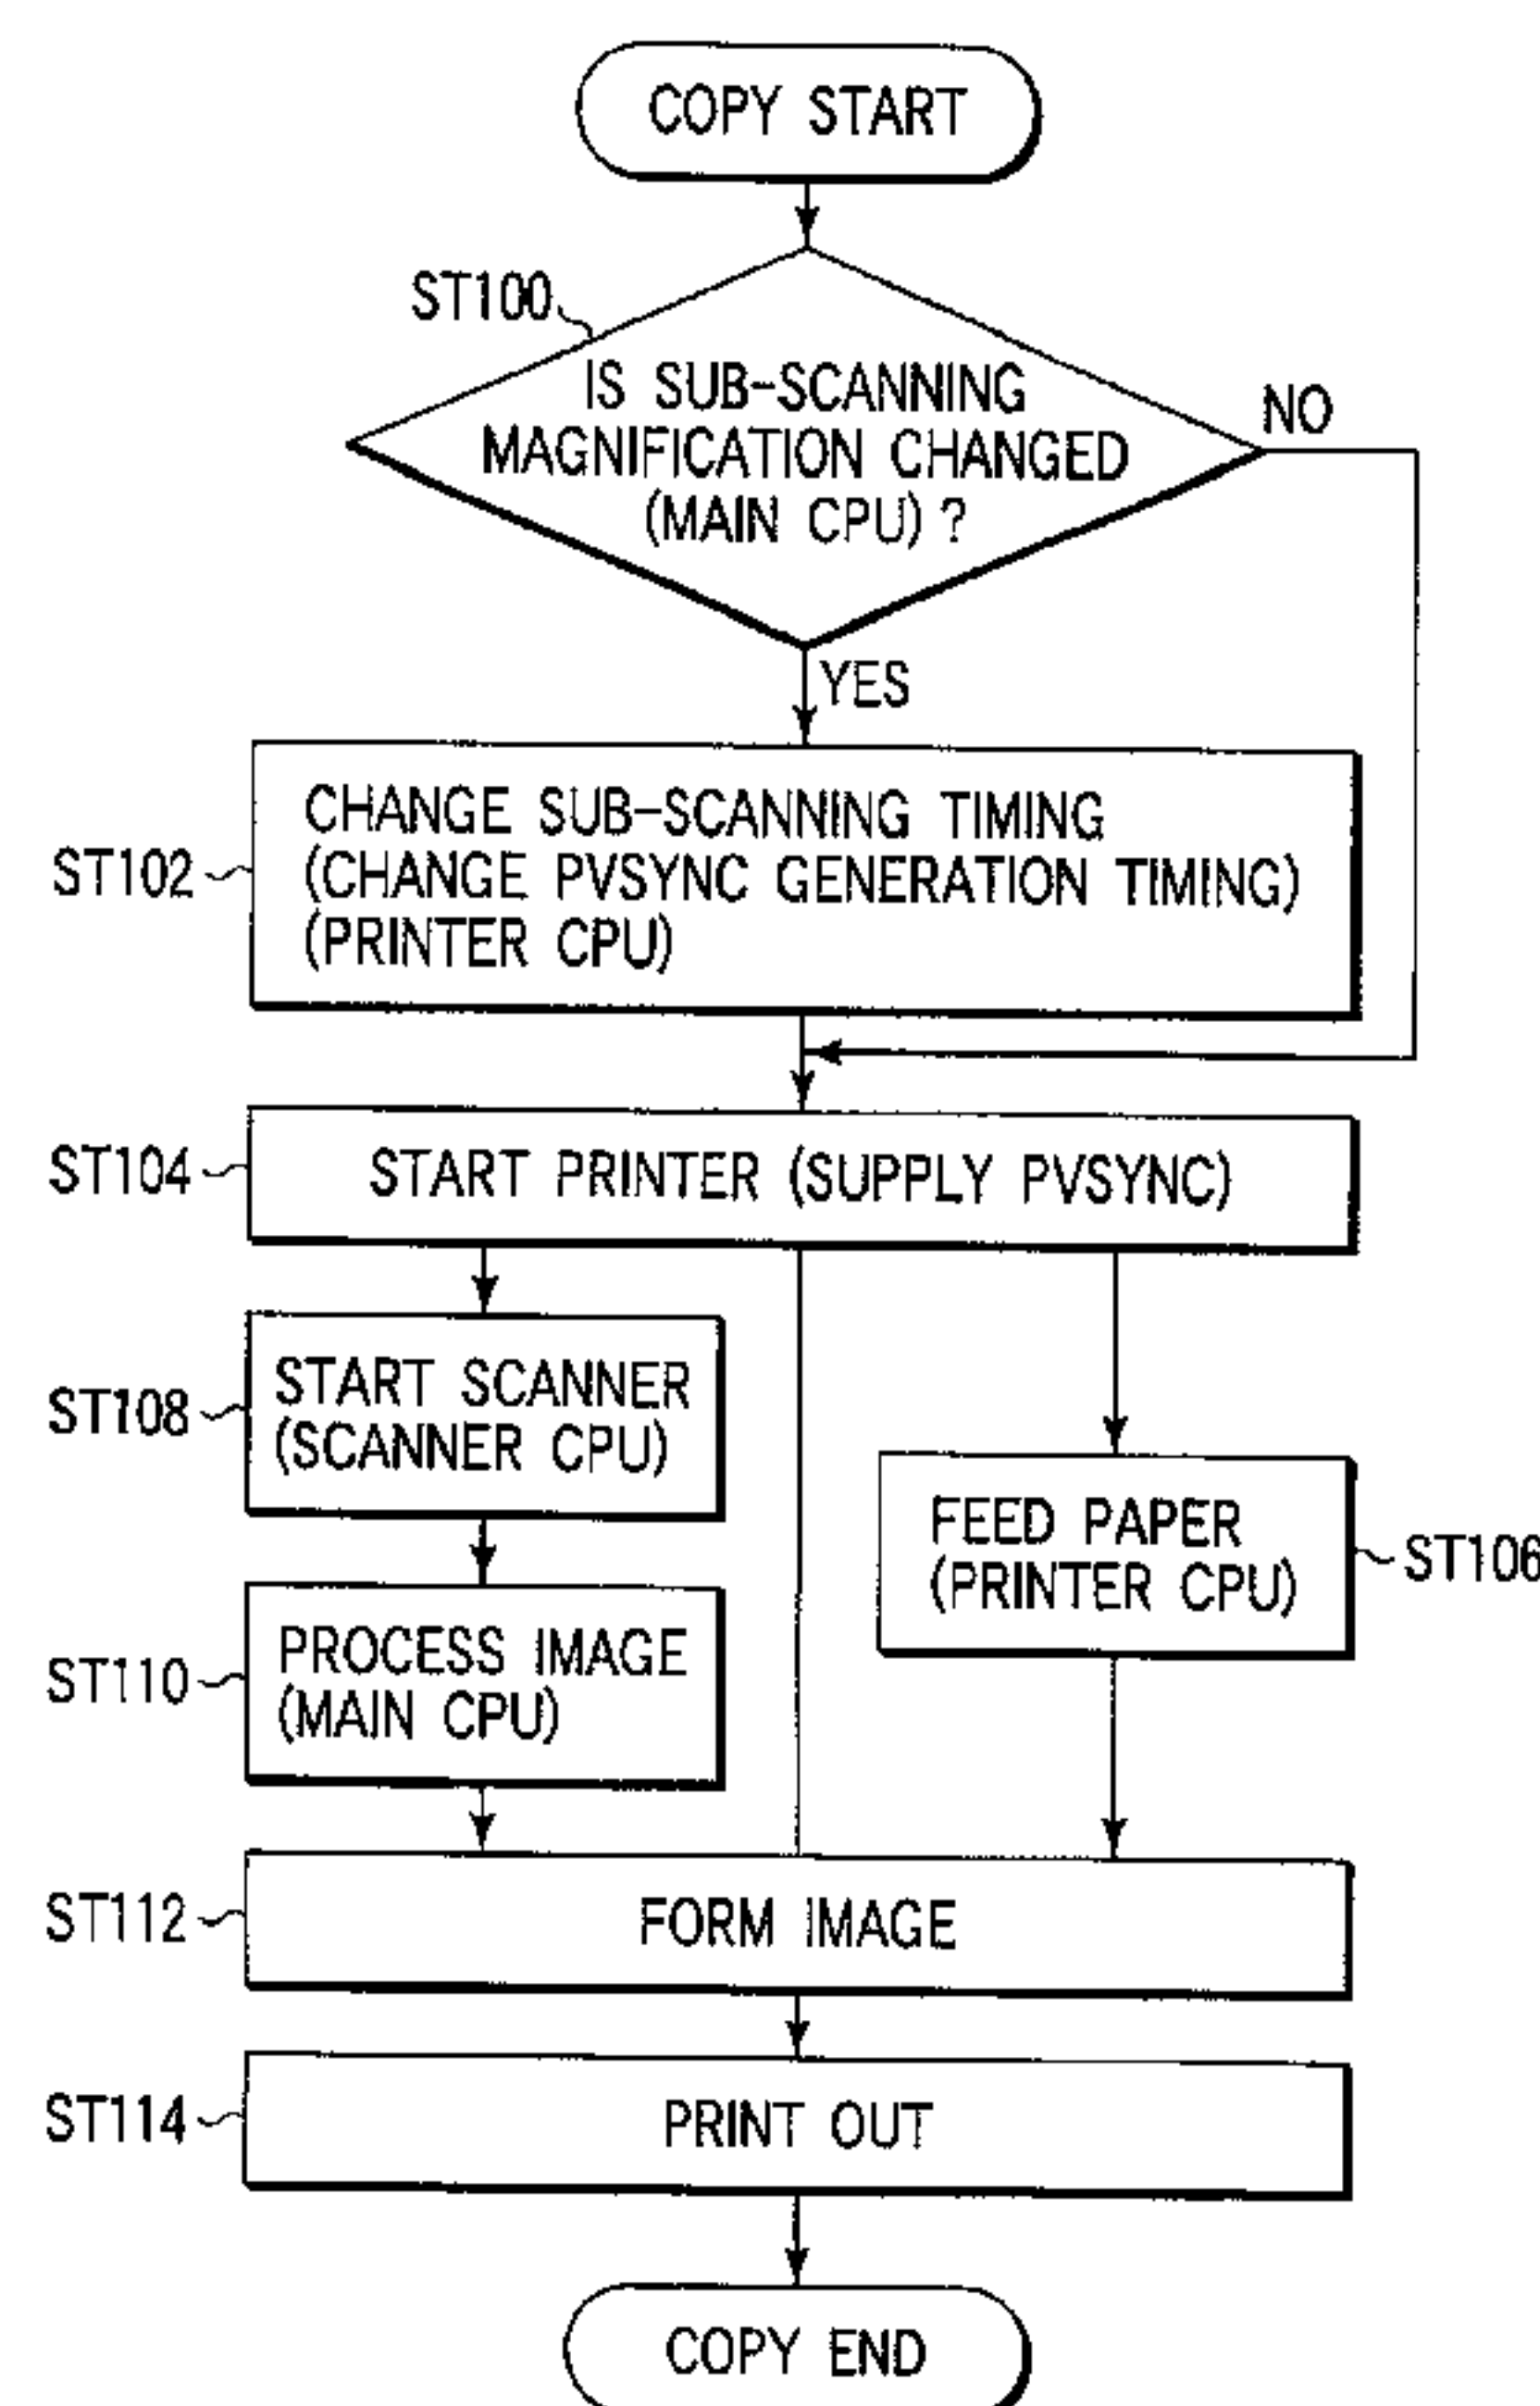 COPY START
ST100
IS SUB-SCANNING
MAGNIFICATION CHANGED
(MAIN CPU) ?
NO
YES
ST102
CHANGE SUB-SCANNING TIMING
(CHANGE PVSYNC GENERATION TIMING)
(PRINTER CPU)
ST104
START PRINTER (SUPPLY PVSYNC)
ST108
START SCANNER
(SCANNER CPU)
FEED PAPER
(PRINTER CPU)
ST106
ST110
PROCESS IMAGE
(MAIN CPU)
ST112
FORM IMAGE
ST114
PRINT OUT
COPY END